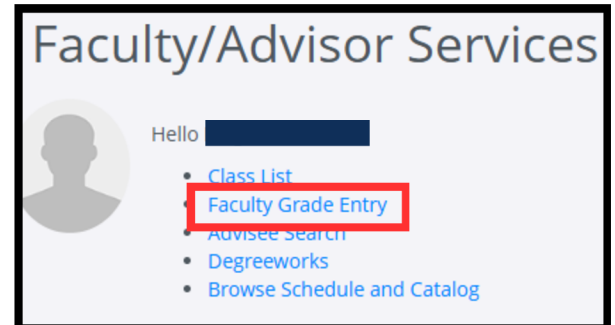 Faculty/Advisor Services
Hello
Class List
Faculty Grade Entry
Advisee Search
Degreeworks
Browse Schedule and Catalog